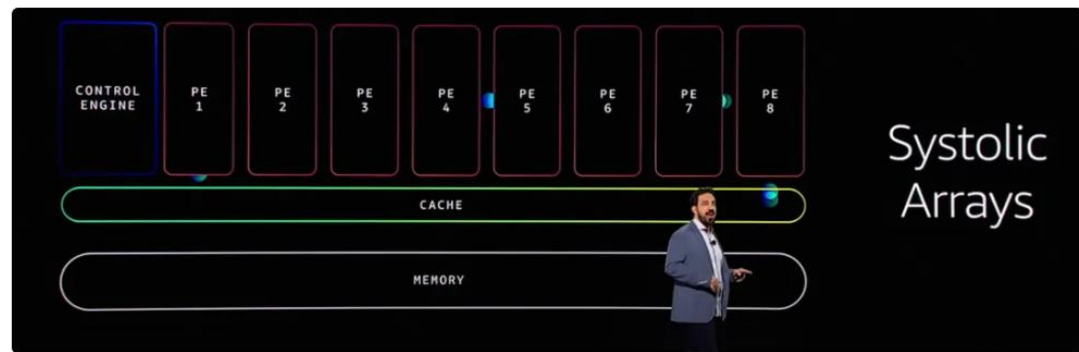 CONTROL
ENGINE
PE
1
PE
2
PE
3
PE
4
PE
5
PE
6
PE
7
PE
8
CACHE
MEMORY
Systolic
Arrays